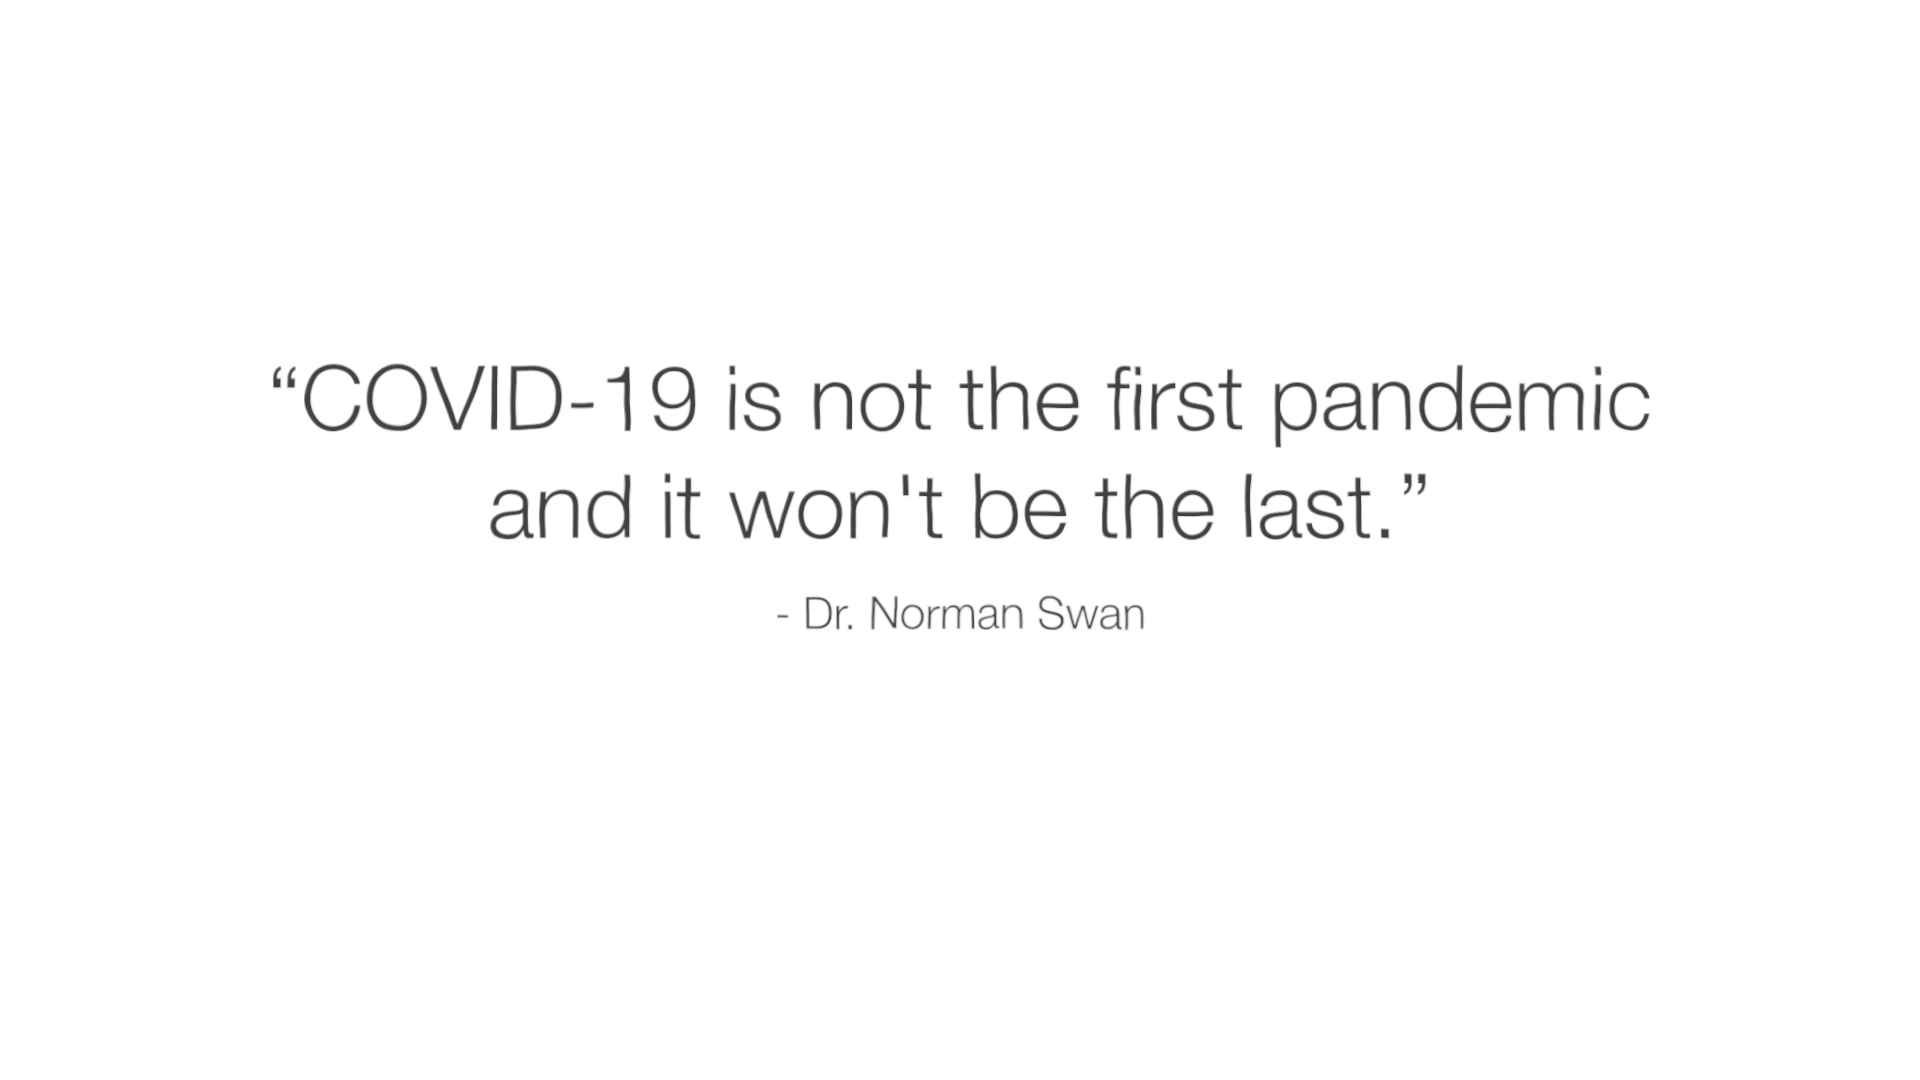 “COVID-19 is not the first pandemic
and it won't be the last.”
- Dr. Norman Swan